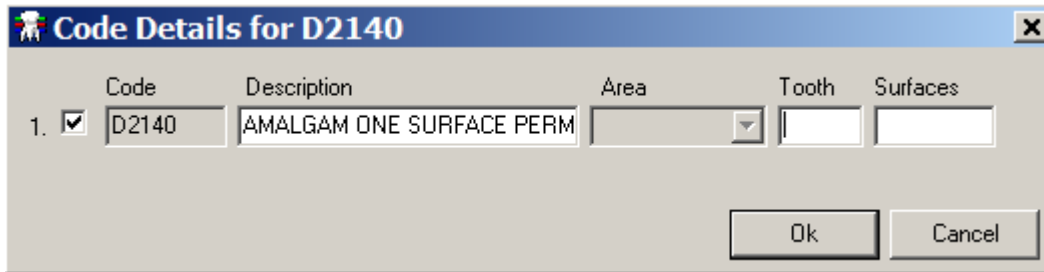 Code Details for D2140
Code Description Area Tooth Surfaces
1. D2140 AMALGAM ONE SURFACE PERM
Ok Cancel